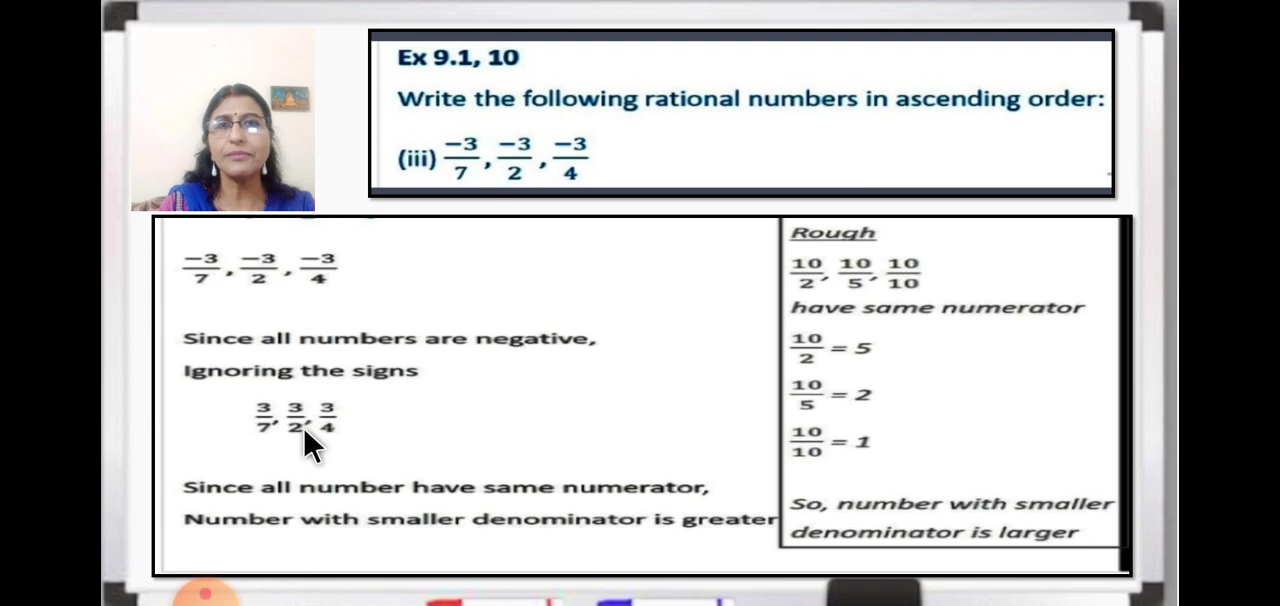 Ex 9.1, 10
Write the following rational numbers in ascending order:
(iii) −3/7, −3/2, −3/4
−3/7, −3/2, −3/4
Since all numbers are negative,
Ignoring the signs
3/7, 3/2, 3/4
Since all number have same numerator,
Number with smaller denominator is greater
Rough
10/2, 10/5, 10/10
have same numerator
10/2 = 5
10/5 = 2
10/10 = 1
So, number with smaller
denominator is larger